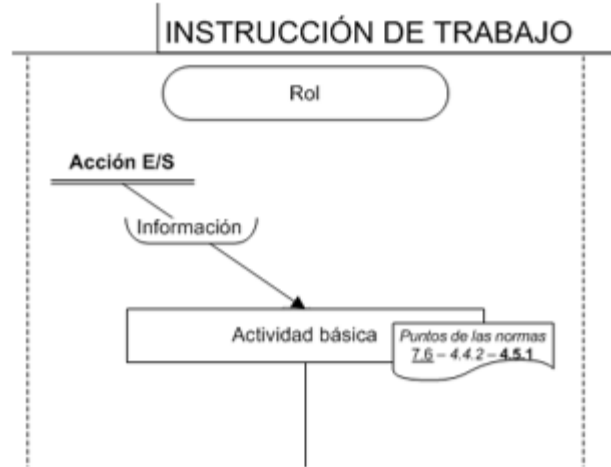 INSTRUCCIÓN DE TRABAJO
Rol
Acción E/S
Información
Actividad básica
Puntos de las normas
7.6 – 4.4.2 – 4.5.1